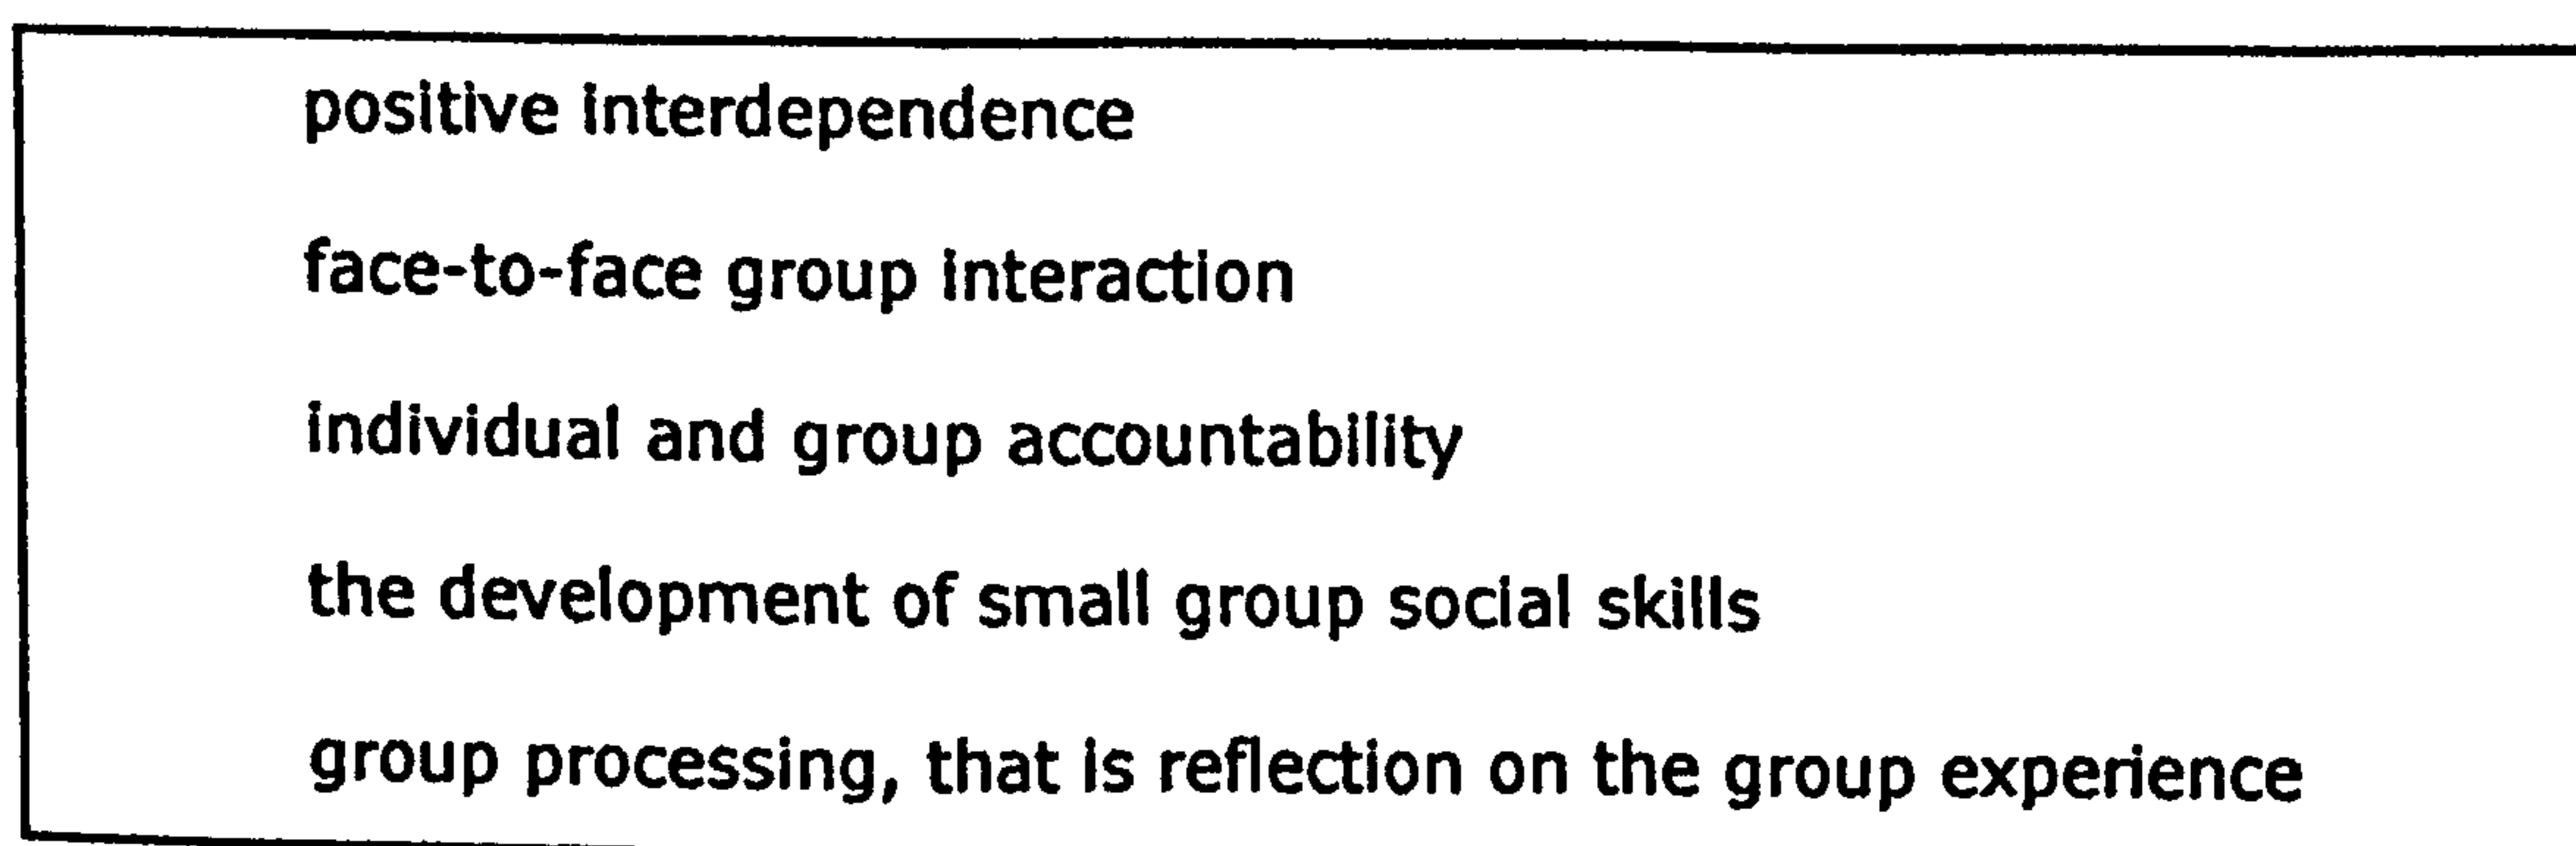 positive interdependence
face-to-face group interaction
individual and group accountability
the development of small group social skills
group processing, that is reflection on the group experience